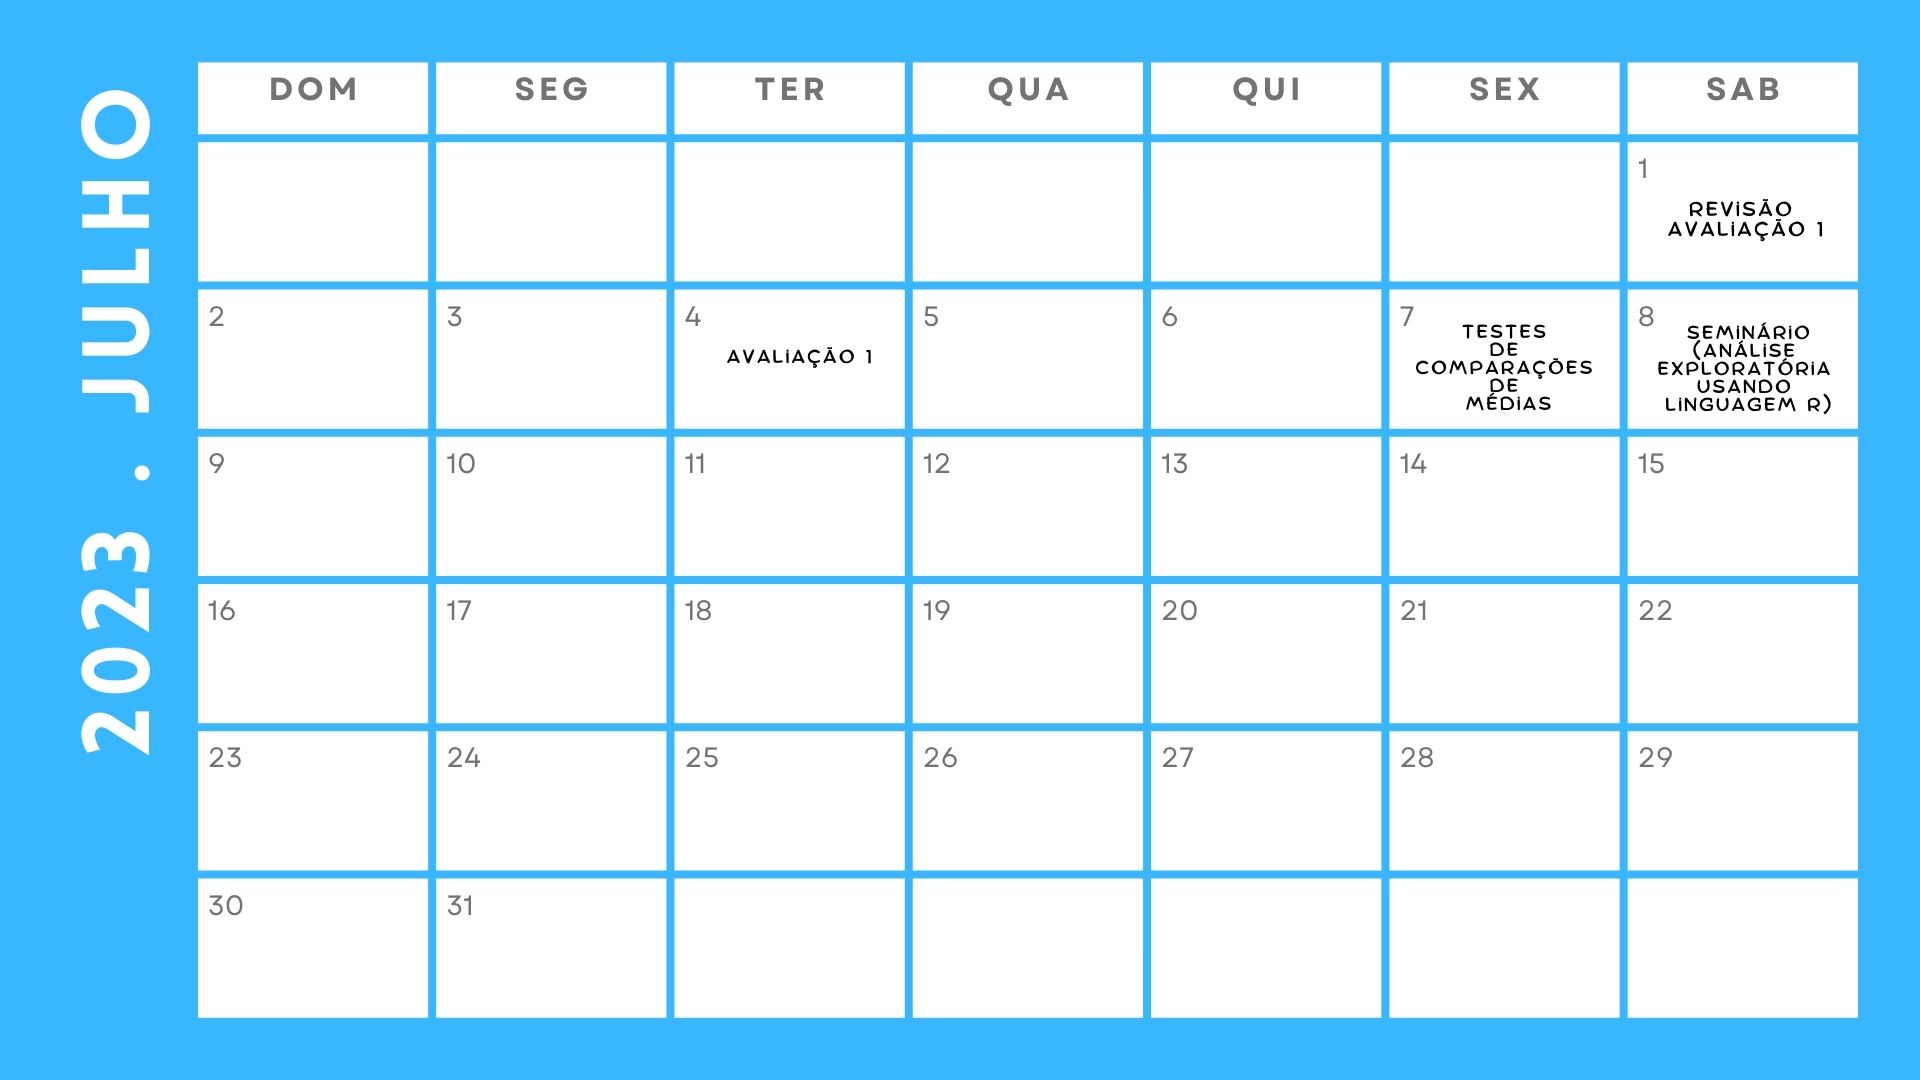 2023 . JULHO
DOM SEG TER QUA QUI SEX SAB
1
REVISÃO
AVALIAÇÃO 1
2
3
4
AVALIAÇÃO 1
5
6
7
TESTES
DE
COMPARAÇÕES
DE
MÉDIAS
8
SEMINÁRIO
(ANÁLISE
EXPLORATÓRIA
USANDO
LINGUAGEM R)
9
10
11
12
13
14
15
16
17
18
19
20
21
22
23
24
25
26
27
28
29
30
31